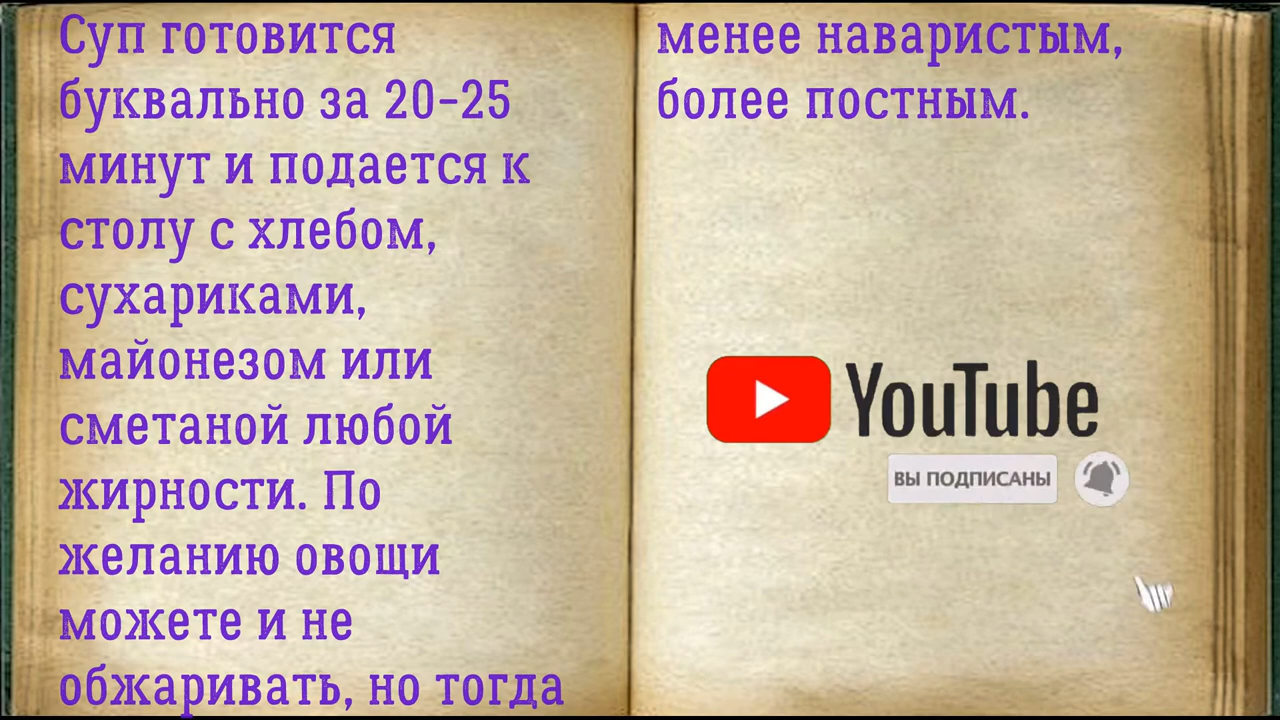 Суп готовится
буквально за 20-25
минут и подается к
столу с хлебом,
сухариками,
майонезом или
сметаной любой
жирности. По
желанию овощи
можете и не
обжаривать, но тогда
менее наваристым,
более постным.
YouTube
ВЫ ПОДПИСАНЫ